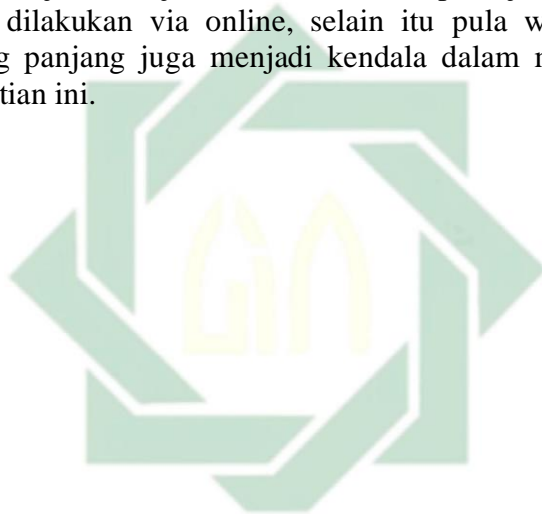 dilakukan via online, selain itu pula w
g panjang juga menjadi kendala dalam
tian ini.